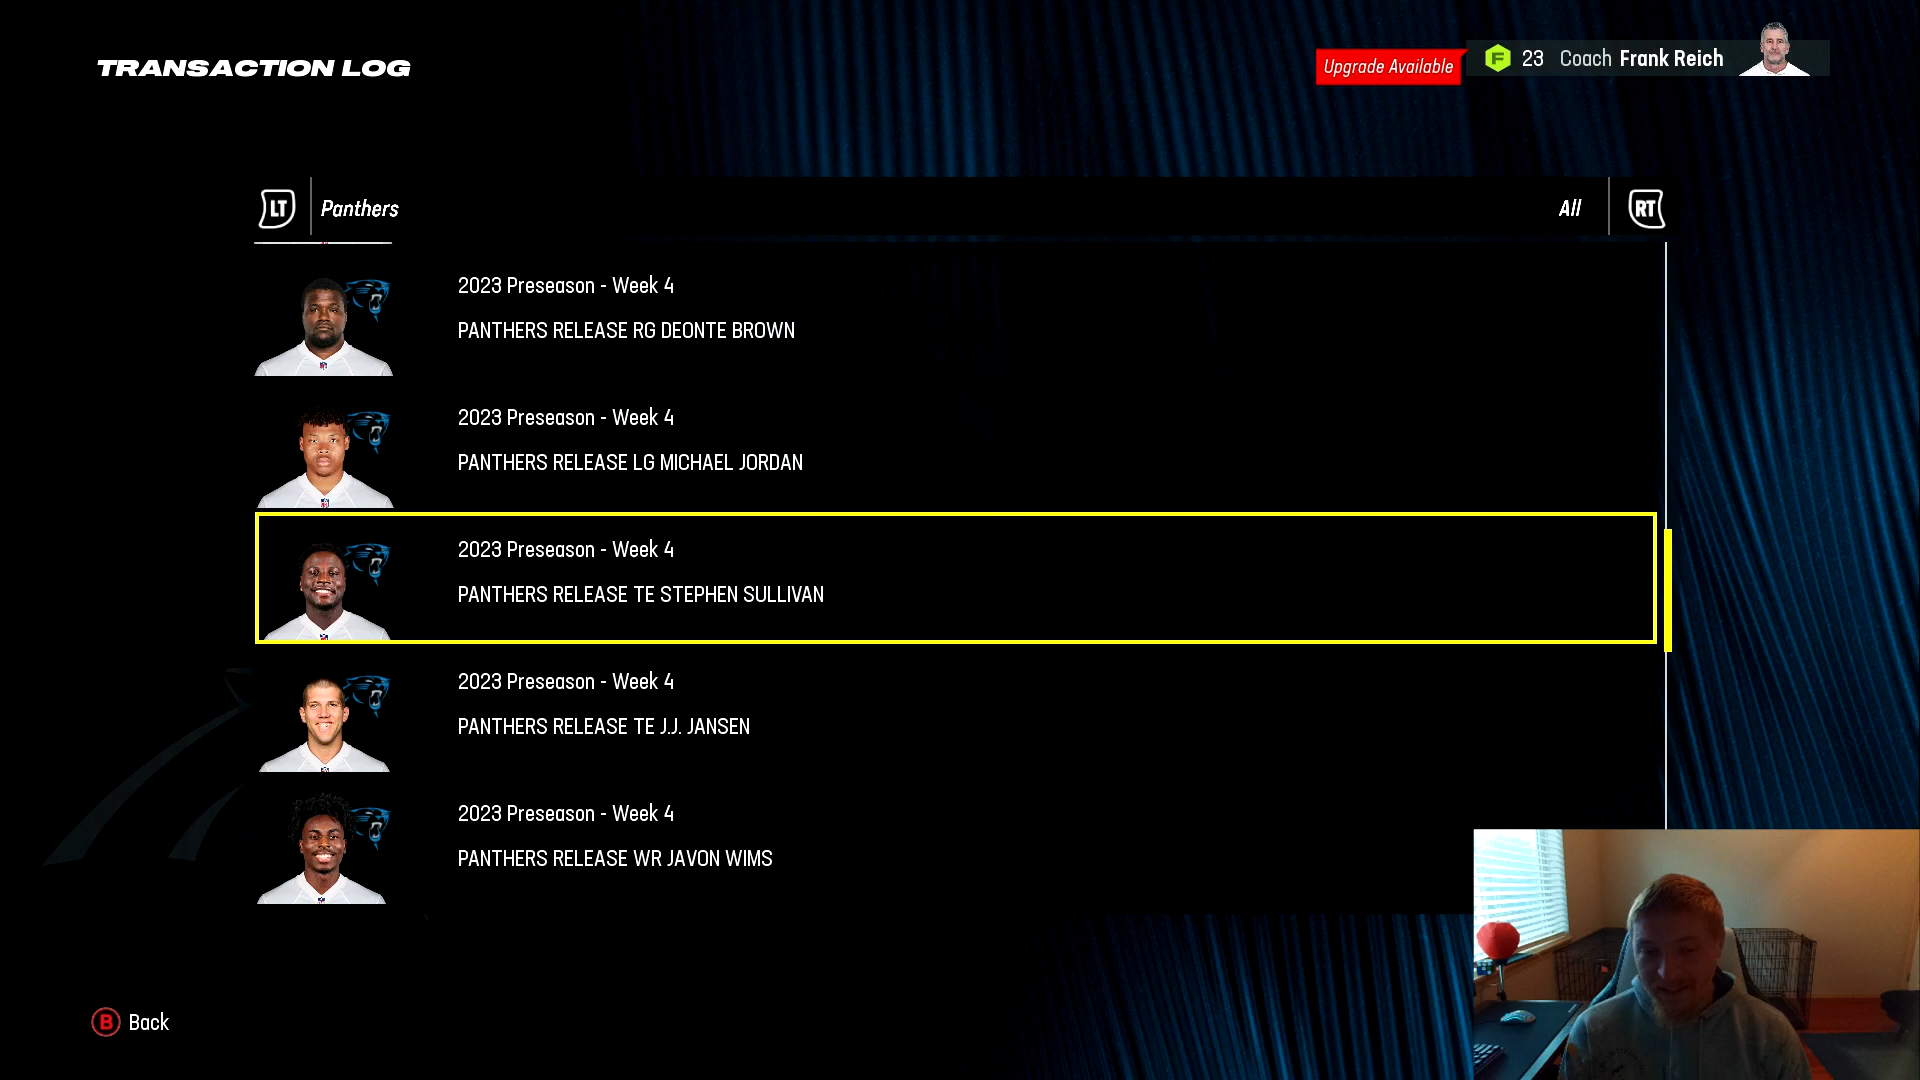 TRANSACTION LOG
Upgrade Available
F 23 Coach Frank Reich
LT Panthers
All RT
2023 Preseason - Week 4
PANTHERS RELEASE RG DEONTE BROWN
2023 Preseason - Week 4
PANTHERS RELEASE LG MICHAEL JORDAN
2023 Preseason - Week 4
PANTHERS RELEASE TE STEPHEN SULLIVAN
2023 Preseason - Week 4
PANTHERS RELEASE TE J.J. JANSEN
2023 Preseason - Week 4
PANTHERS RELEASE WR JAVON WIMS
B Back